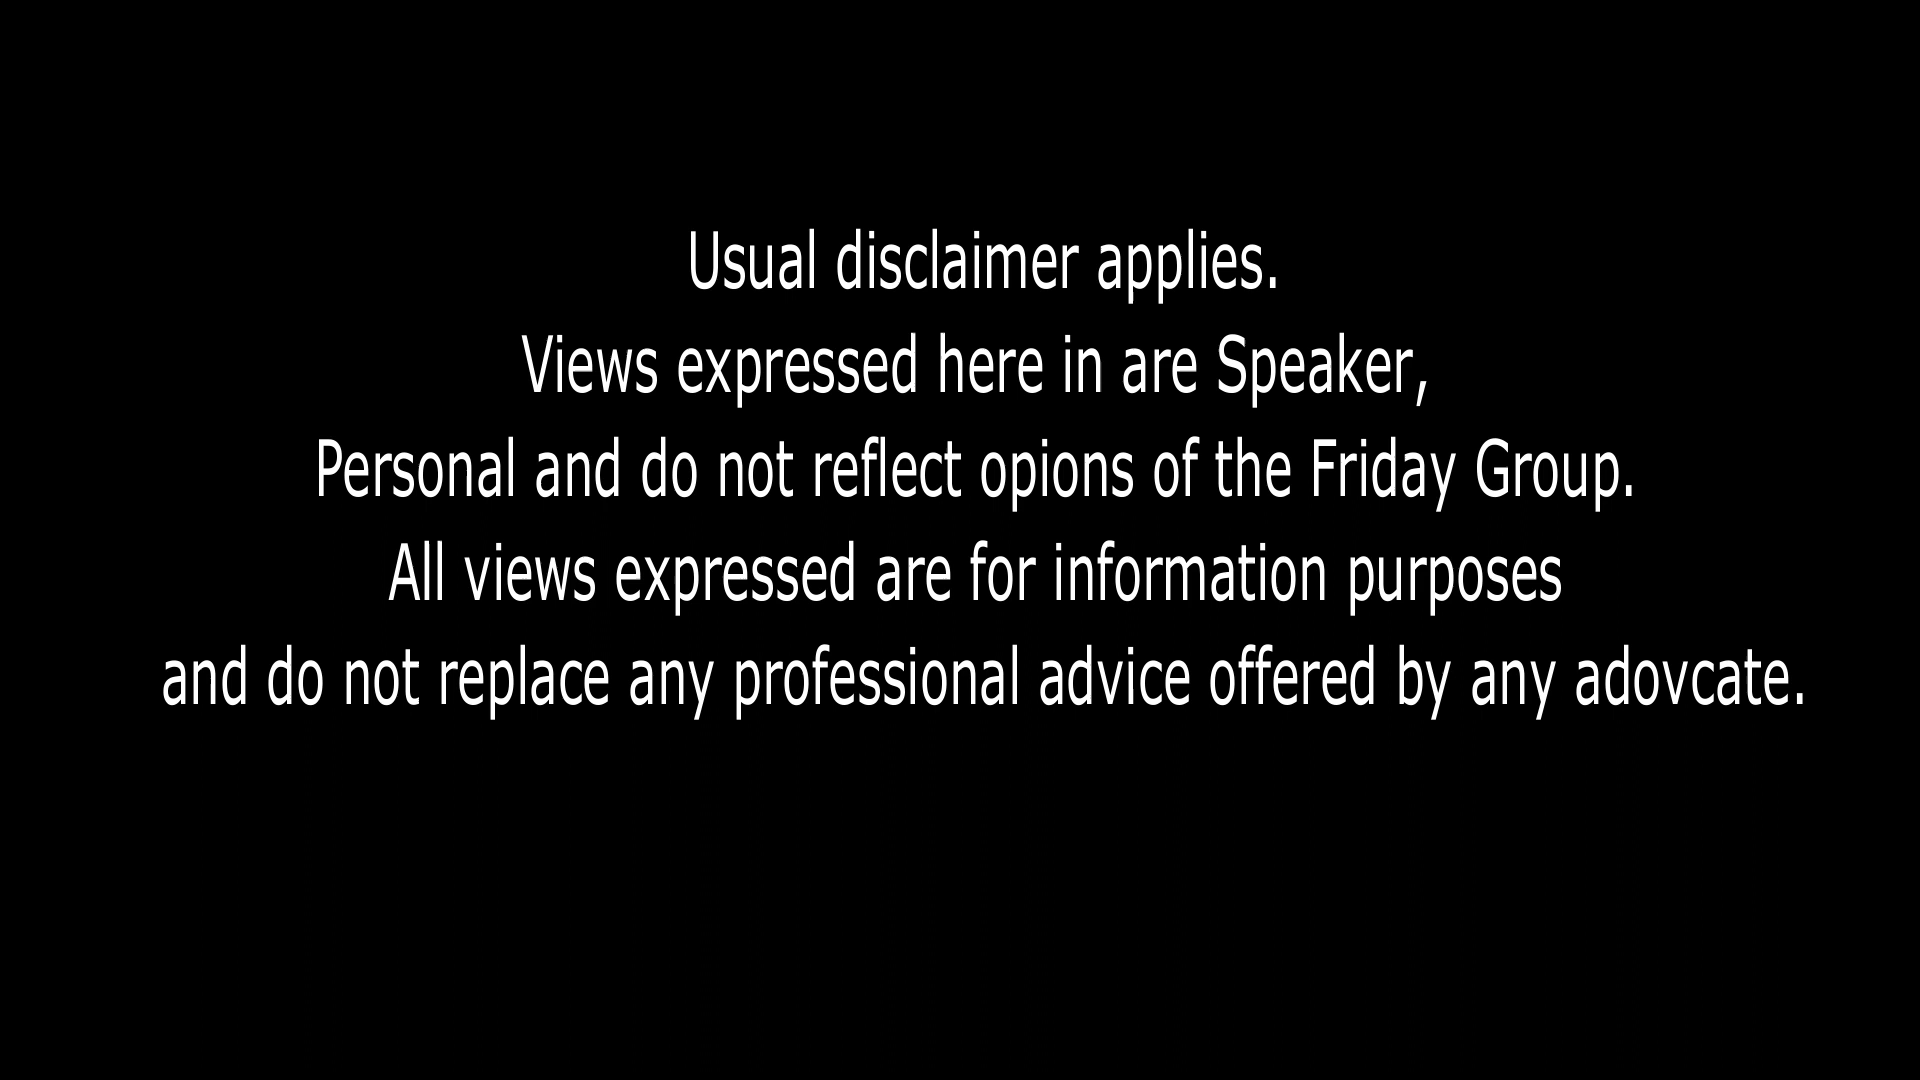 Usual disclaimer applies.
Views expressed here in are Speaker,
Personal and do not reflect opions of the Friday Group.
All views expressed are for information purposes
and do not replace any professional advice offered by any adovcate.